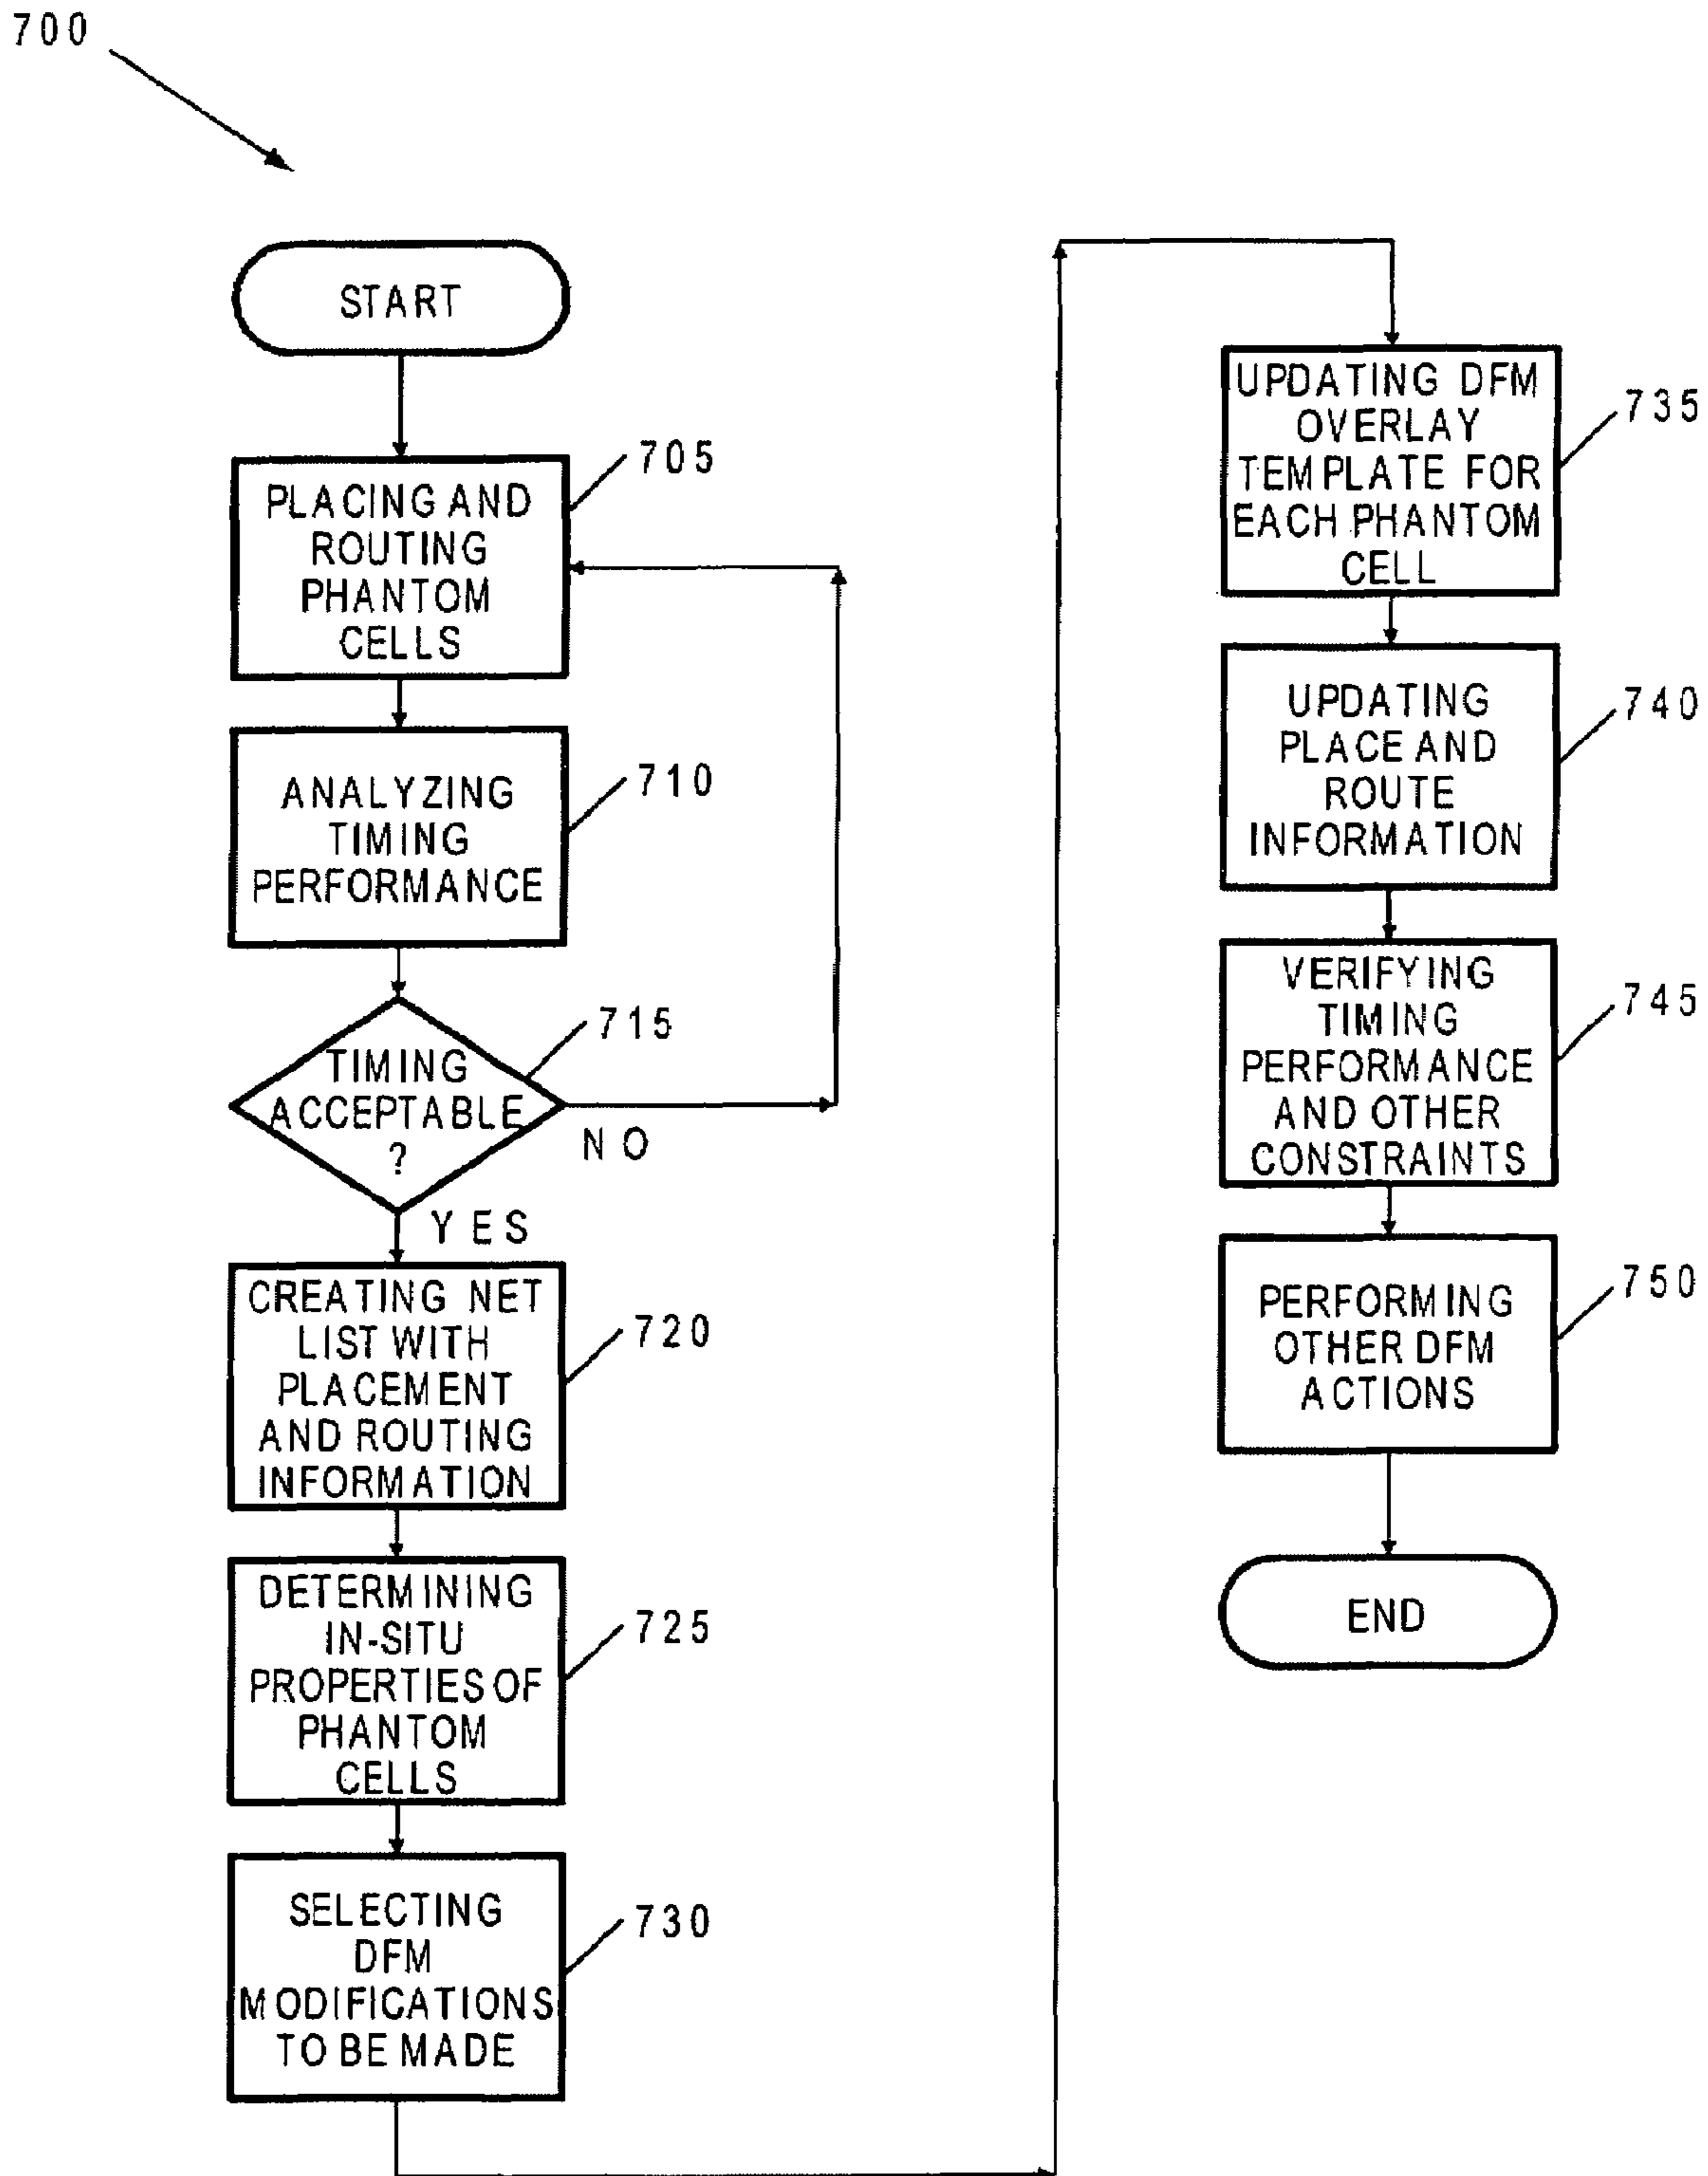 700
START
705
PLACING AND
ROUTING
PHANTOM
CELLS
710
ANALYZING
TIMING
PERFORMANCE
715
TIMING
ACCEPTABLE
?
NO
YES
720
CREATING NET
LIST WITH
PLACEMENT
AND ROUTING
INFORMATION
725
DETERMINING
IN-SITU
PROPERTIES OF
PHANTOM
CELLS
730
SELECTING
DFM
MODIFICATIONS
TO BE MADE
735
UPDATING DFM
OVERLAY
TEMPLATE FOR
EACH PHANTOM
CELL
740
UPDATING
PLACE AND
ROUTE
INFORMATION
745
VERIFYING
TIMING
PERFORMANCE
AND OTHER
CONSTRAINTS
750
PERFORMING
OTHER DFM
ACTIONS
END